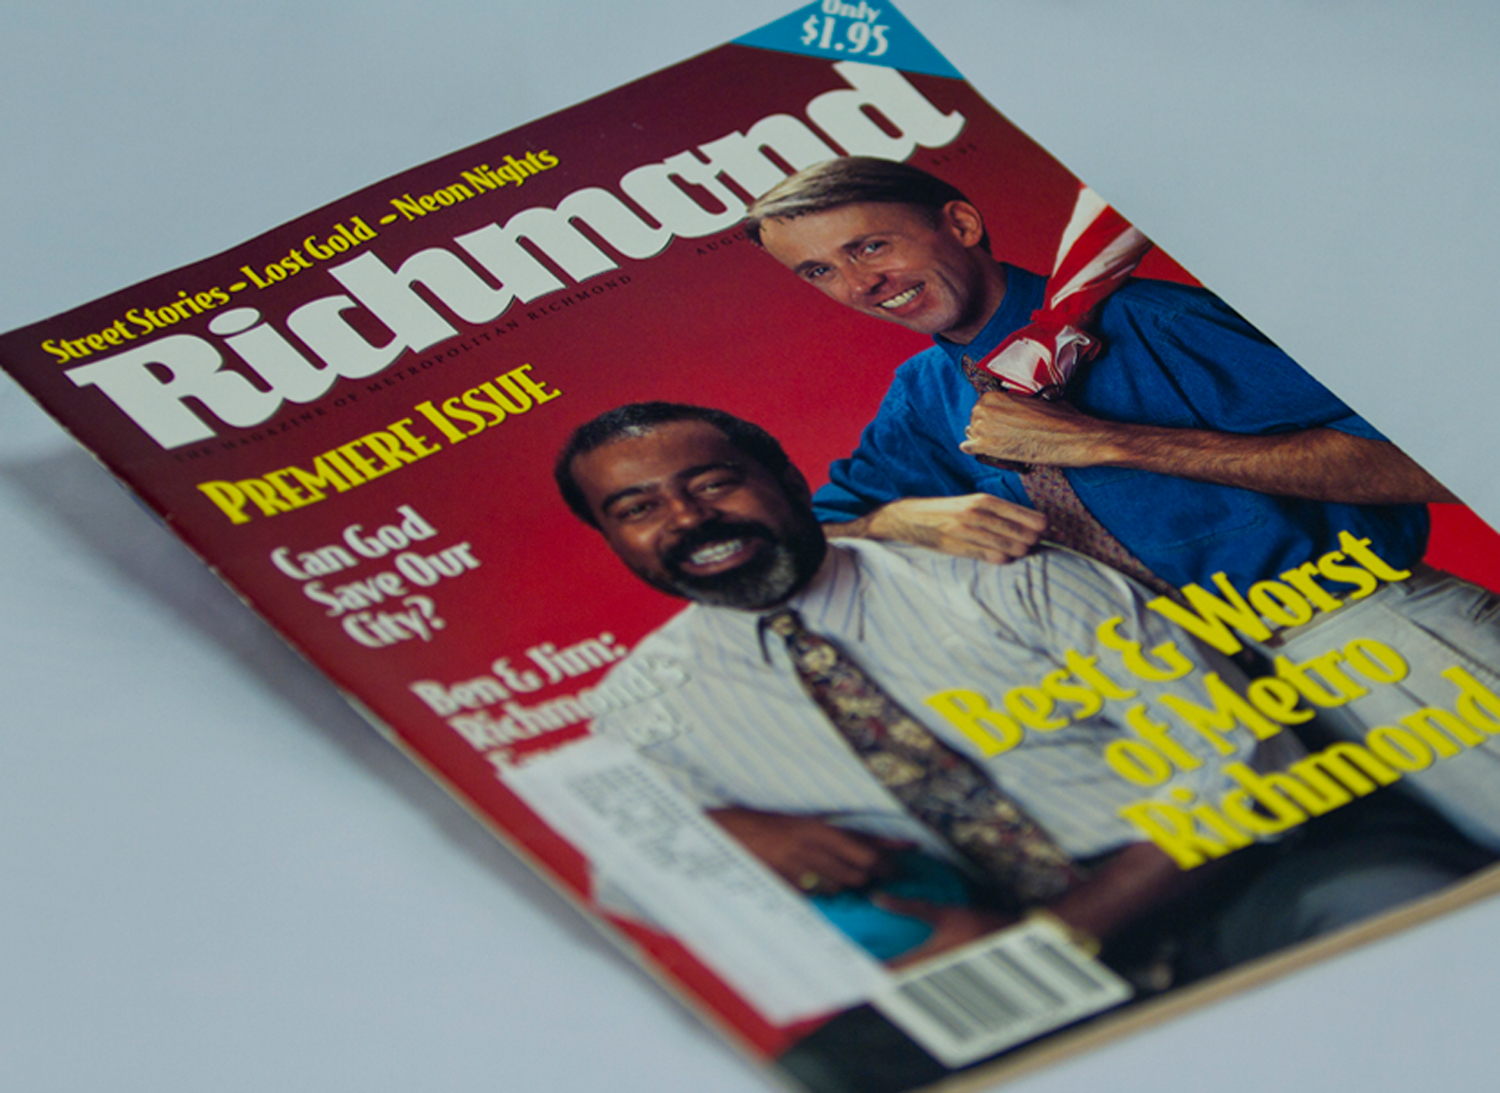 Only
$1.95
Street Stories - Lost Gold - Neon Nights
Richmond
THE MAGAZINE OF METROPOLITAN RICHMOND
PREMIERE ISSUE
Can God
Save Our
City?
Ben & Jim:
Richmond's
Best & Worst
of Metro
Richmond